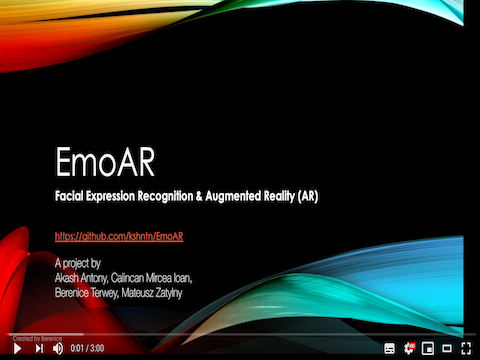 EmoAR
Facial Expression Recognition & Augmented Reality (AR)
https://github.com/kshntn/EmoAR
A project by
Akash Antony, Calincan Mircea Ioan,
Berenice Terwey, Mateusz Zatylny
Created by Berenice
0:01 / 3:00